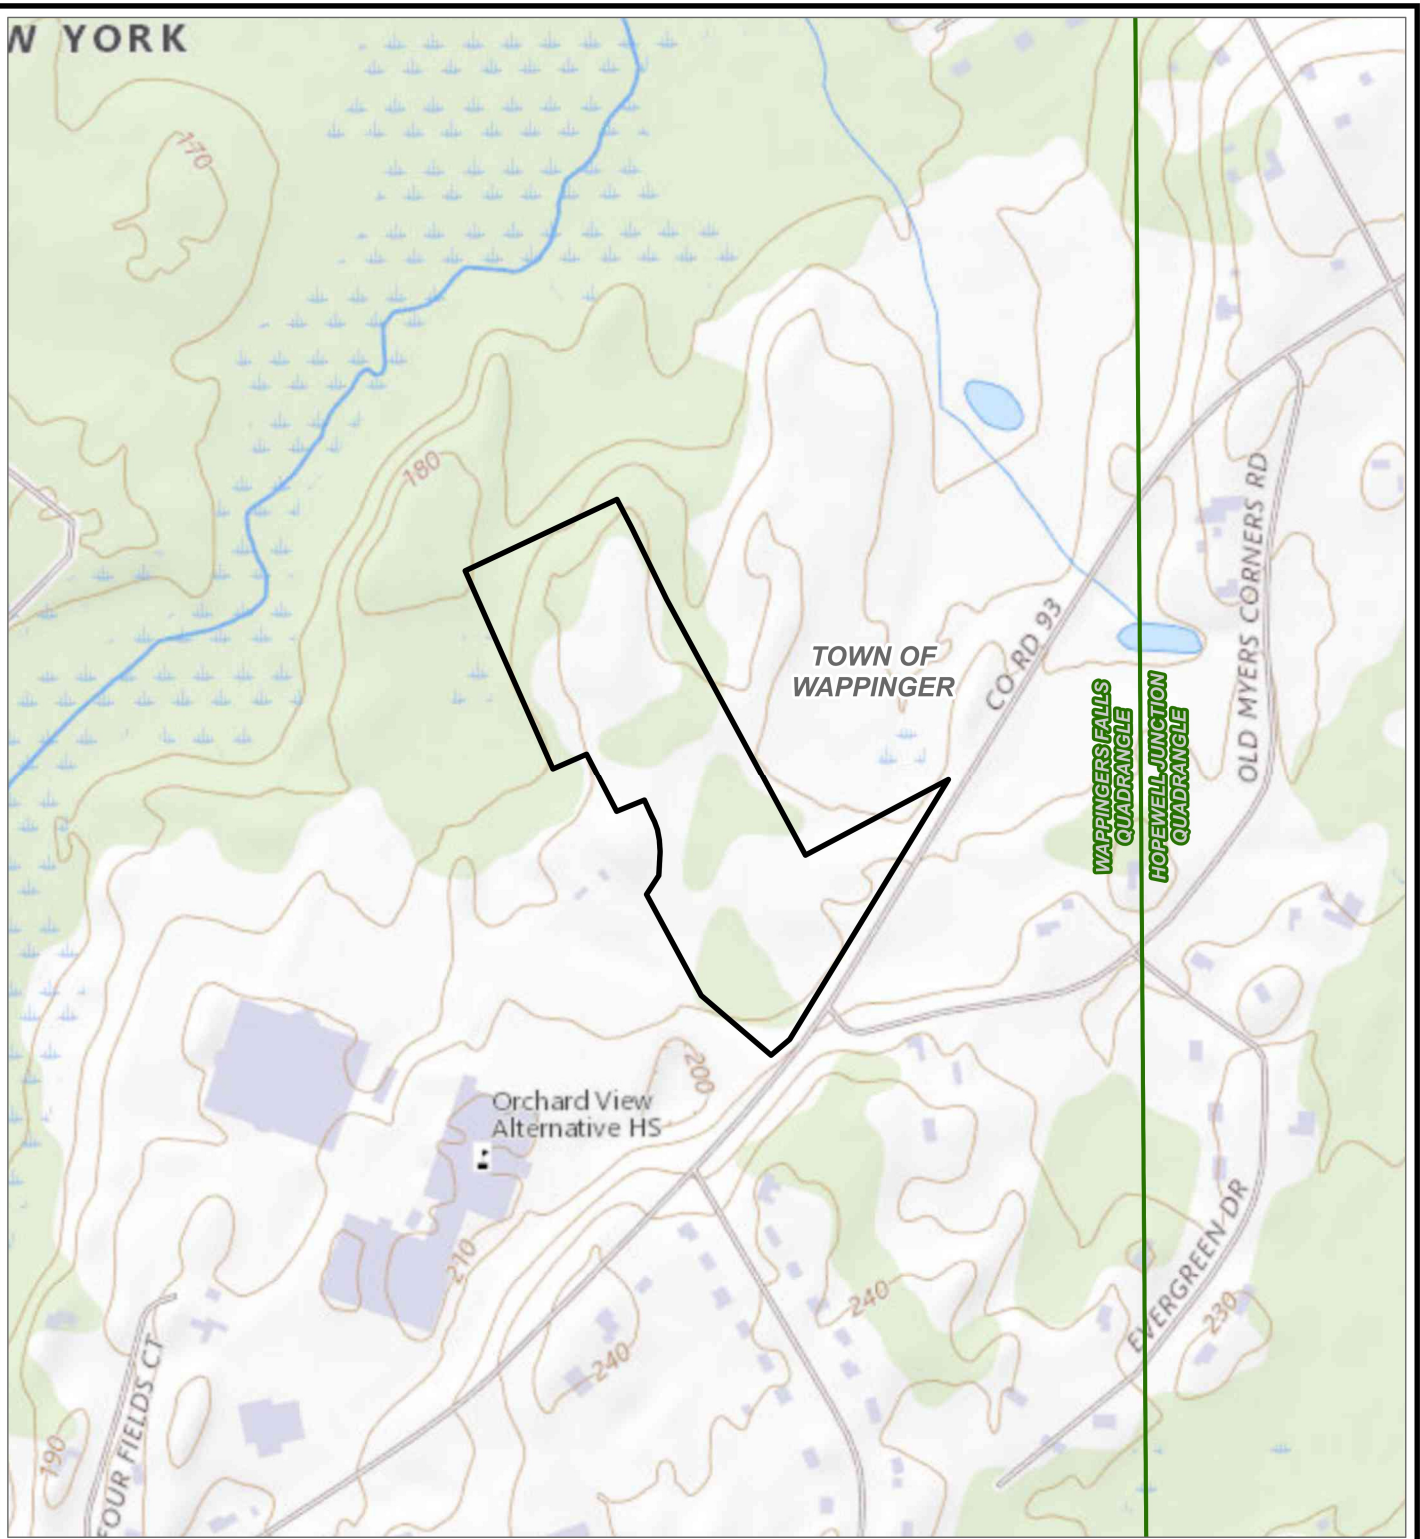 W YORK
170
180
TOWN OF
WAPPINGER
CO RD 93
OLD MYERS CORNERS RD
WAPPINGERS FALLS
QUADRANGLE
HOPEWELL JUNCTION
QUADRANGLE
200
Orchard View
Alternative HS
210
240
240
EVERGREEN DR
230
FOUR FIELDS CT
190